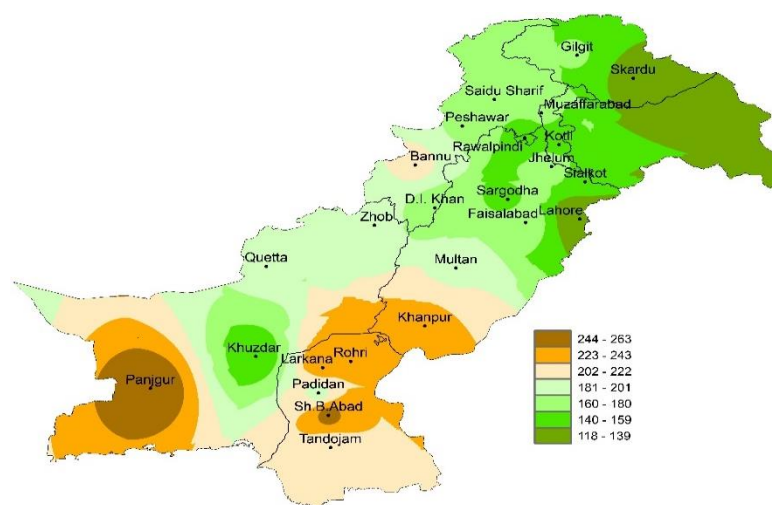 Gilgit
Skardu
Saidu Sharif
Muzaffarabad
Peshawar
Rawalpindi
Kotli
Bannu
Jhelum
Sialkot
Sargodha
D.I. Khan
Faisalabad
Lahore
Zhob
Quetta
Multan
Khanpur
Khuzdar
Larkana
Rohri
Panjgur
Padidan
Sh.B.Abad
Tandojam
244 - 263
223 - 243
202 - 222
181 - 201
160 - 180
140 - 159
118 - 139